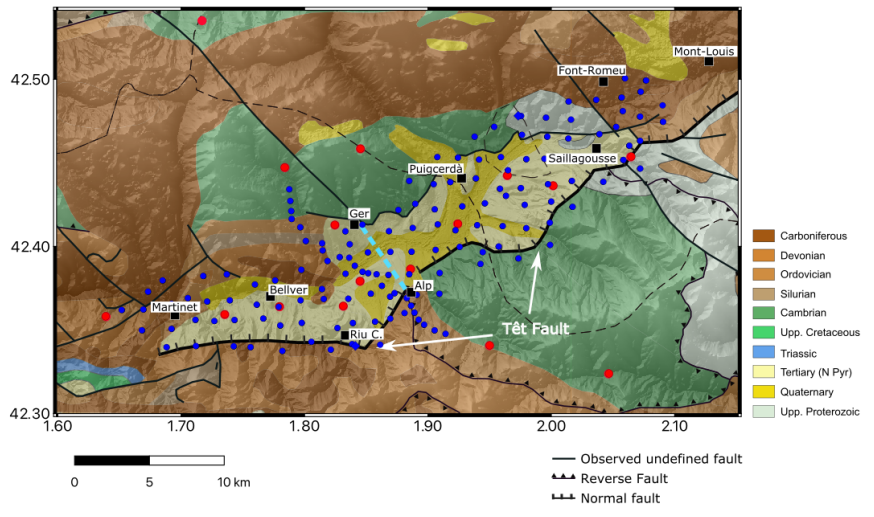 42.50
42.40
42.30
Mont-Louis
Font-Romeu
Saillagousse
Puigcerdà
Ger
Alp
Bellver
Martinet
Riu C.
Têt Fault
1.60
1.70
1.80
1.90
2.00
2.10
Carboniferous
Devonian
Ordovician
Silurian
Cambrian
Upp. Cretaceous
Triassic
Tertiary (N Pyr)
Quaternary
Upp. Proterozoic
0
5
10 km
Observed undefined fault
Reverse Fault
Normal fault